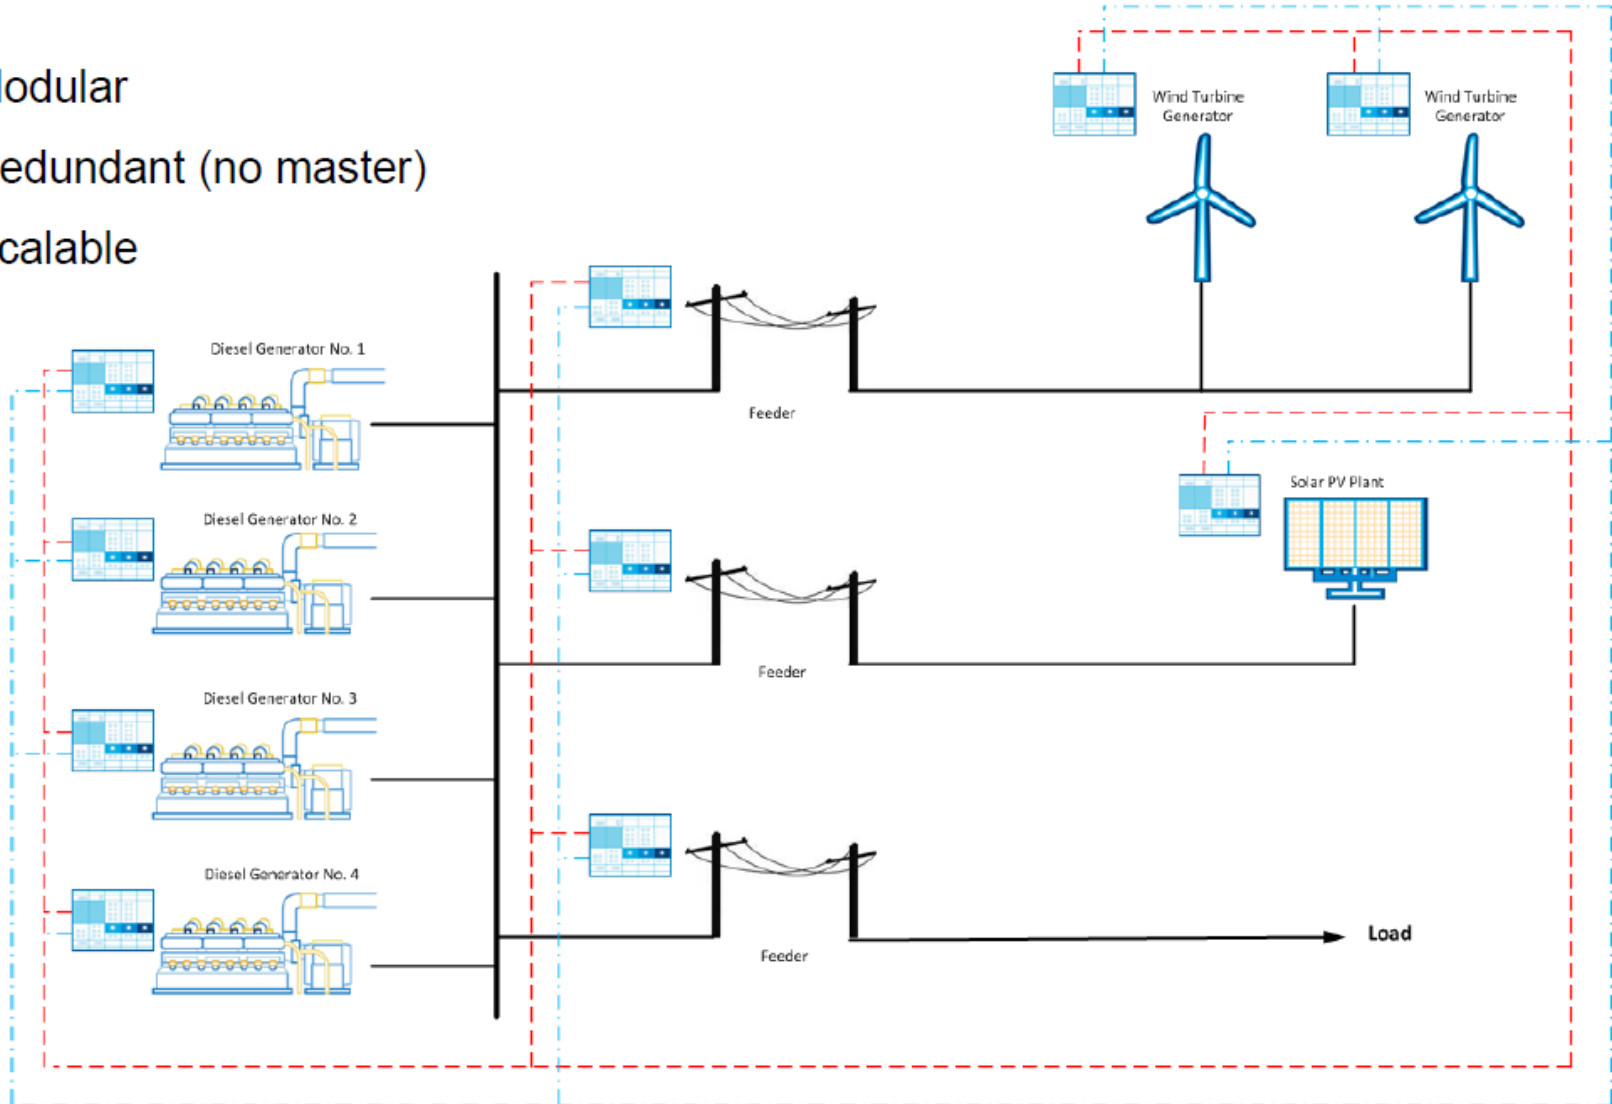 lodular
edundant (no master)
calable
Wind Turbine
Generator
Wind Turbine
Generator
Diesel Generator No. 1
Feeder
Diesel Generator No. 2
Solar PV Plant
Feeder
Diesel Generator No. 3
Diesel Generator No. 4
Load
Feeder